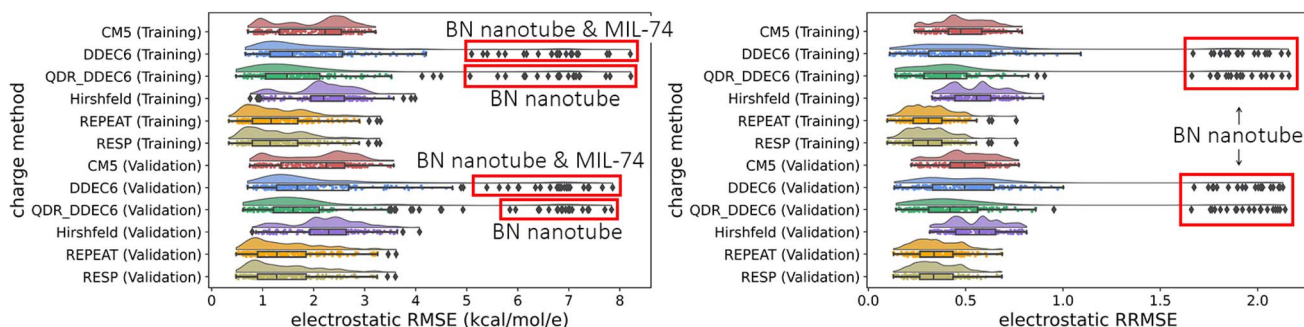 charge method
CM5 (Training)
DDEC6 (Training)
QDR_DDEC6 (Training)
Hirshfeld (Training)
REPEAT (Training)
RESP (Training)
CM5 (Validation)
DDEC6 (Validation)
QDR_DDEC6 (Validation)
Hirshfeld (Validation)
REPEAT (Validation)
RESP (Validation)
BN nanotube & MIL-74
BN nanotube
BN nanotube & MIL-74
BN nanotube
0 1 2 3 4 5 6 7 8
electrostatic RMSE (kcal/mol/e)
charge method
CM5 (Training)
DDEC6 (Training)
QDR_DDEC6 (Training)
Hirshfeld (Training)
REPEAT (Training)
RESP (Training)
CM5 (Validation)
DDEC6 (Validation)
QDR_DDEC6 (Validation)
Hirshfeld (Validation)
REPEAT (Validation)
RESP (Validation)
BN nanotube
0.0 0.5 1.0 1.5 2.0
electrostatic RRMSE